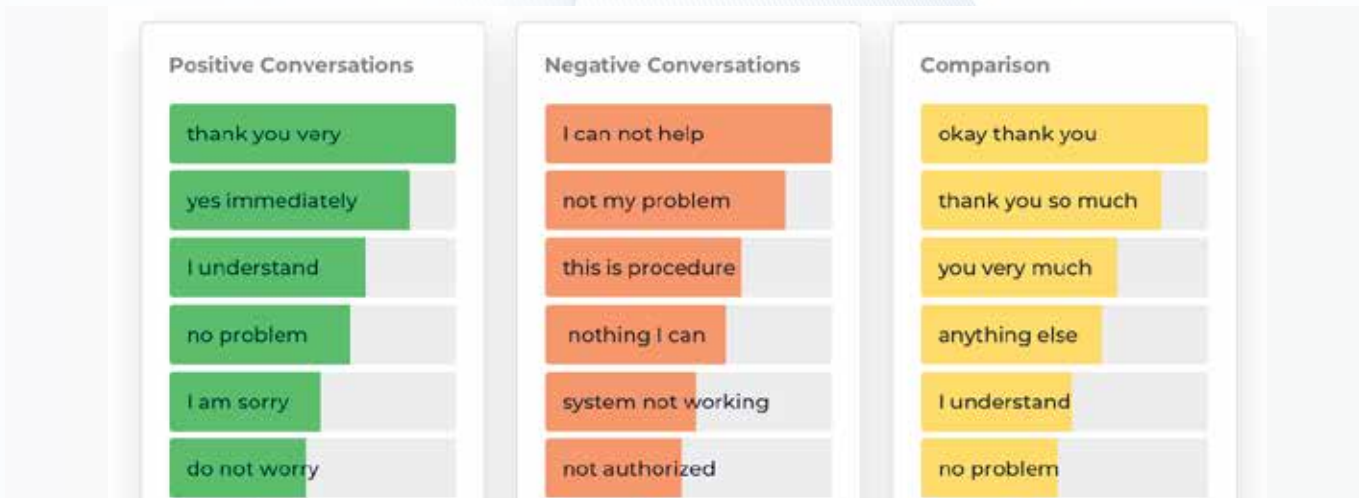 Positive Conversations
thank you very
yes immediately
I understand
no problem
I am sorry
do not worry
Negative Conversations
I can not help
not my problem
this is procedure
nothing I can
system not working
not authorized
Comparison
okay thank you
thank you so much
you very much
anything else
I understand
no problem